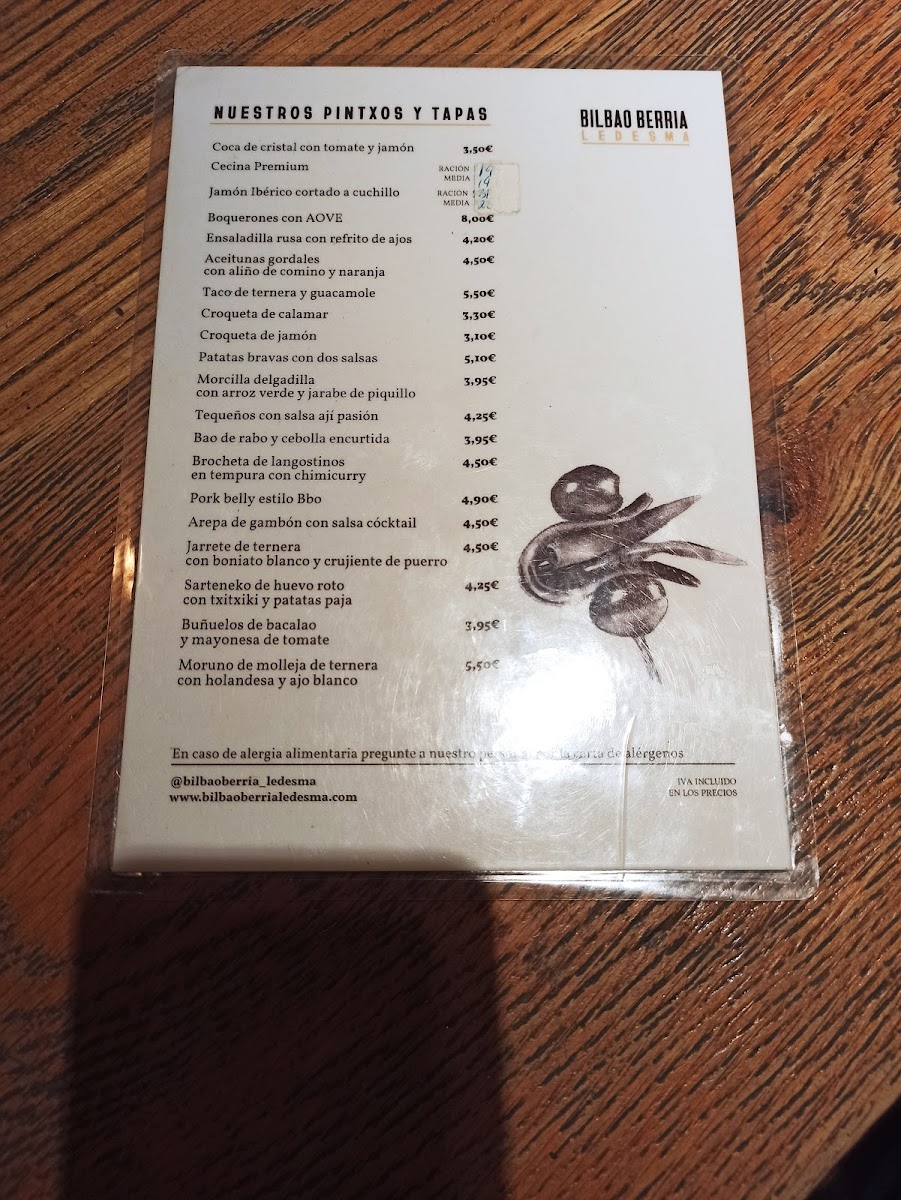 NUESTROS PINTXOS Y TAPAS
BILBAO BERRIA
LEDESMA
Coca de cristal con tomate y jamón 3,50€
Cecina Premium RACIÓN
MEDIA
Jamón Ibérico cortado a cuchillo RACIÓN
MEDIA
Boquerones con AOVE 8,00€
Ensaladilla rusa con refrito de ajos 4,20€
Aceitunas gordales 4,50€
con aliño de comino y naranja
Taco de ternera y guacamole 5,50€
Croqueta de calamar 3,30€
Croqueta de jamón 3,10€
Patatas bravas con dos salsas 5,10€
Morcilla delgadilla 3,95€
con arroz verde y jarabe de piquillo
Tequeños con salsa ají pasión 4,25€
Bao de rabo y cebolla encurtida 3,95€
Brocheta de langostinos 4,50€
en tempura con chimicurry
Pork belly estilo Bbo 4,90€
Arepa de gambón con salsa cócktail 4,50€
Jarrete de ternera 4,50€
con boniato blanco y crujiente de puerro
Sarteneko de huevo roto 4,25€
con txitxiki y patatas paja
Buñuelos de bacalao 3,95€
y mayonesa de tomate
Moruno de molleja de ternera 5,50€
con holandesa y ajo blanco
En caso de alergia alimentaria pregunte a nuestro personal por la carta de alérgenos
@bilbaoberria_ledesma
www.bilbaoberrialedesma.com
IVA INCLUIDO
EN LOS PRECIOS